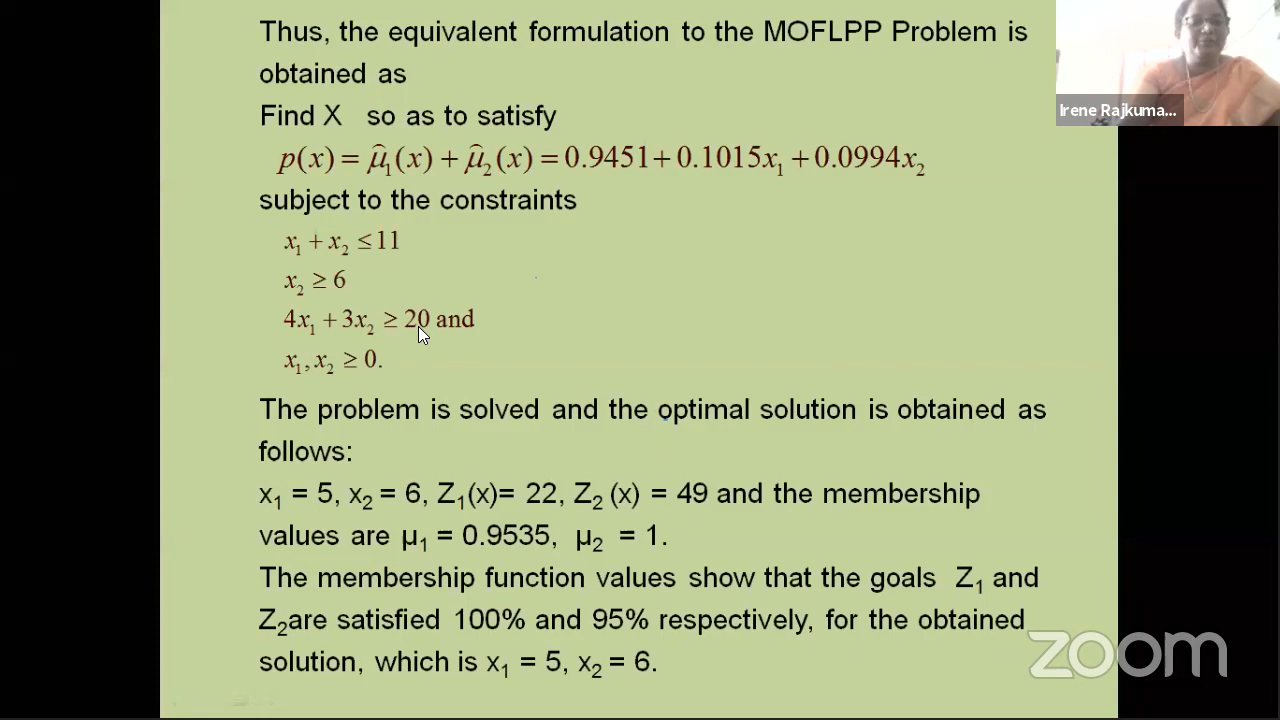 Thus, the equivalent formulation to the MOFLPP Problem is
obtained as
Find X so as to satisfy
p(x) = μ̂₁(x) + μ̂₂(x) = 0.9451 + 0.1015x₁ + 0.0994x₂
subject to the constraints
x₁ + x₂ ≤ 11
x₂ ≥ 6
4x₁ + 3x₂ ≥ 20 and
x₁, x₂ ≥ 0.
The problem is solved and the optimal solution is obtained as
follows:
x₁ = 5, x₂ = 6, Z₁(x)= 22, Z₂ (x) = 49 and the membership
values are μ₁ = 0.9535, μ₂ = 1.
The membership function values show that the goals Z₁ and
Z₂are satisfied 100% and 95% respectively, for the obtained
solution, which is x₁ = 5, x₂ = 6.
Irene Rajkuma...
zoom